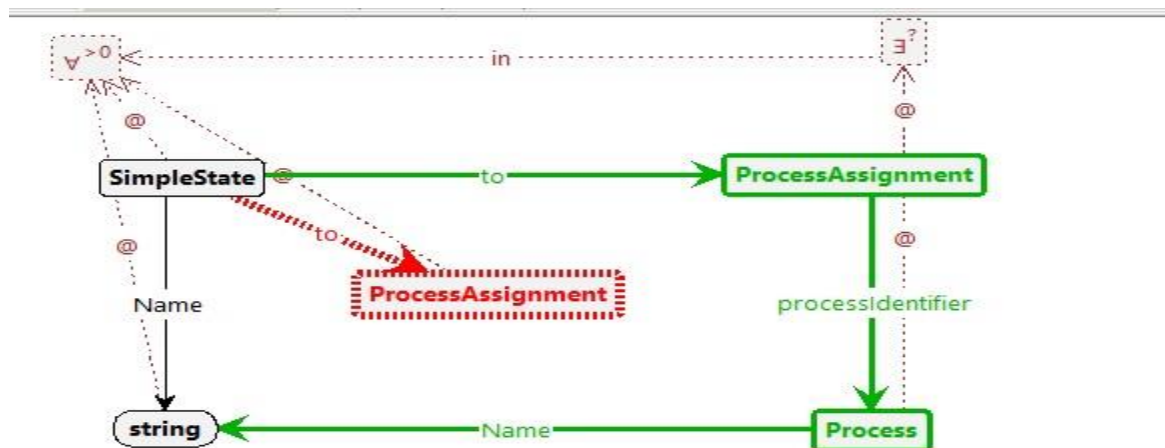 ∀>0
∃?
in
@
@
SimpleState
to
@
ProcessAssignment
to
@
@
ProcessAssignment
Name
processIdentifier
string
Name
Process